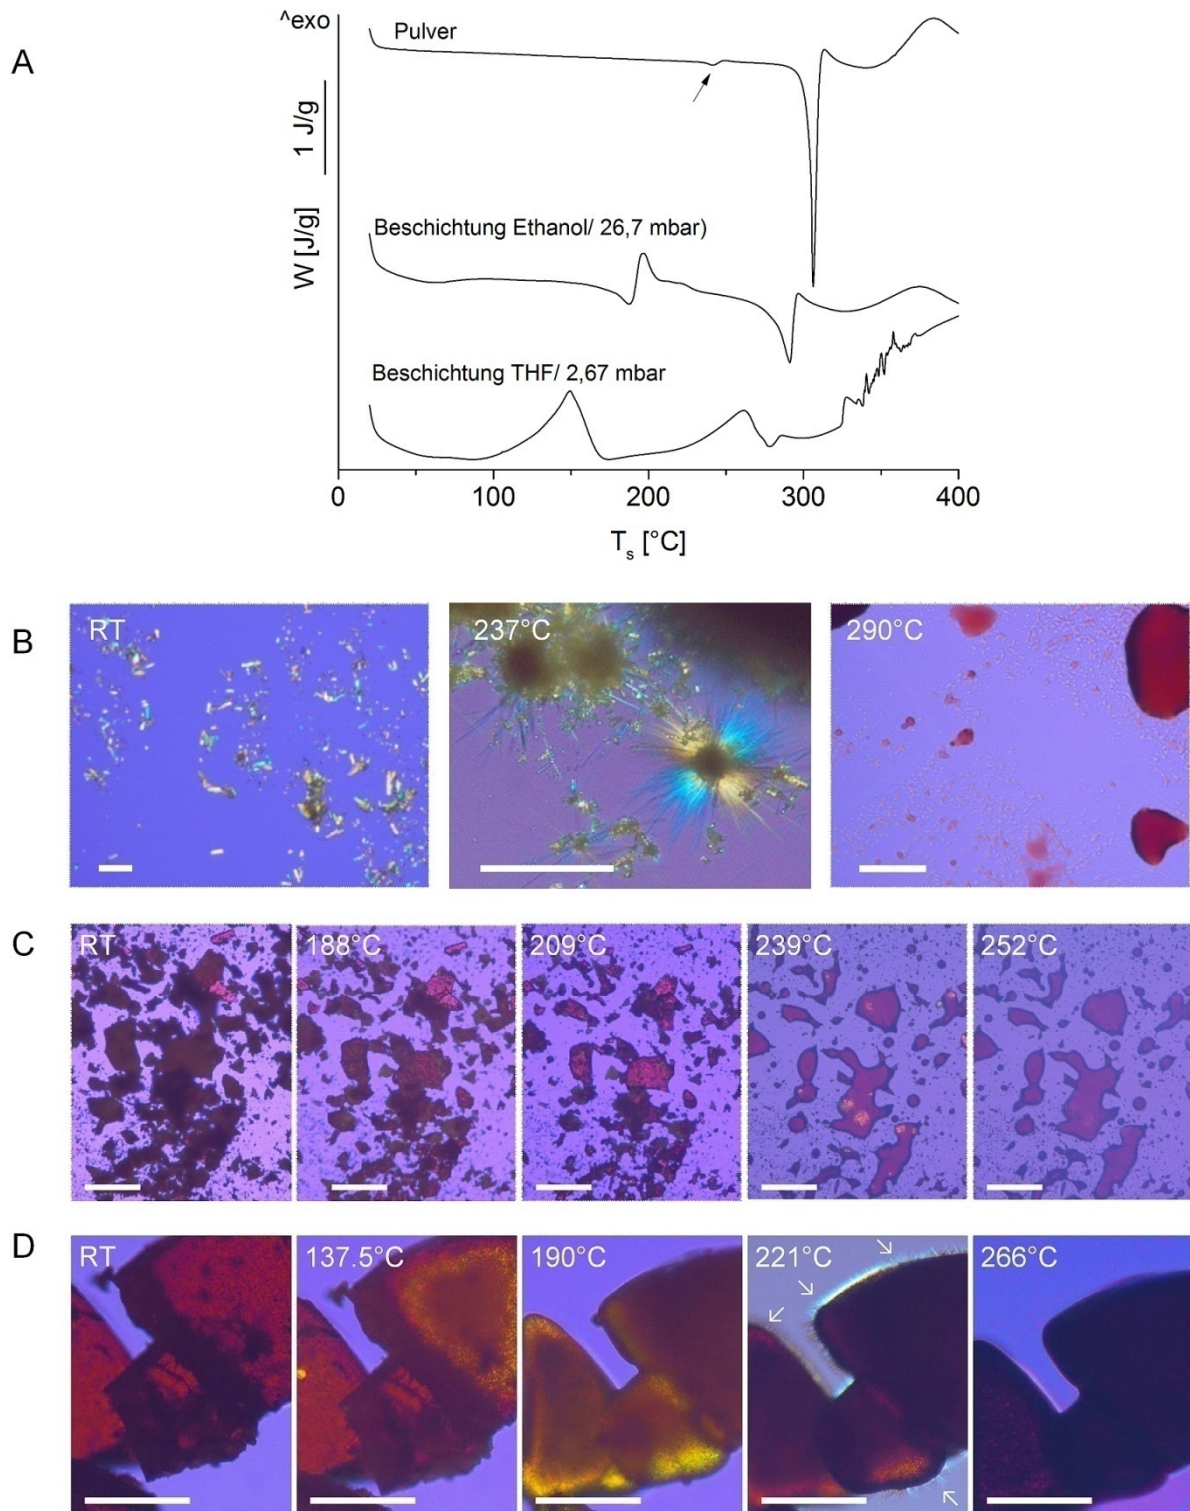 A
^exo
Pulver
1 J/g
W [J/g]
Beschichtung Ethanol/ 26,7 mbar)
Beschichtung THF/ 2,67 mbar
0 100 200 300 400
T_s [°C]
B
RT 237°C 290°C
C
RT 188°C 209°C 239°C 252°C
D
RT 137.5°C 190°C 221°C 266°C